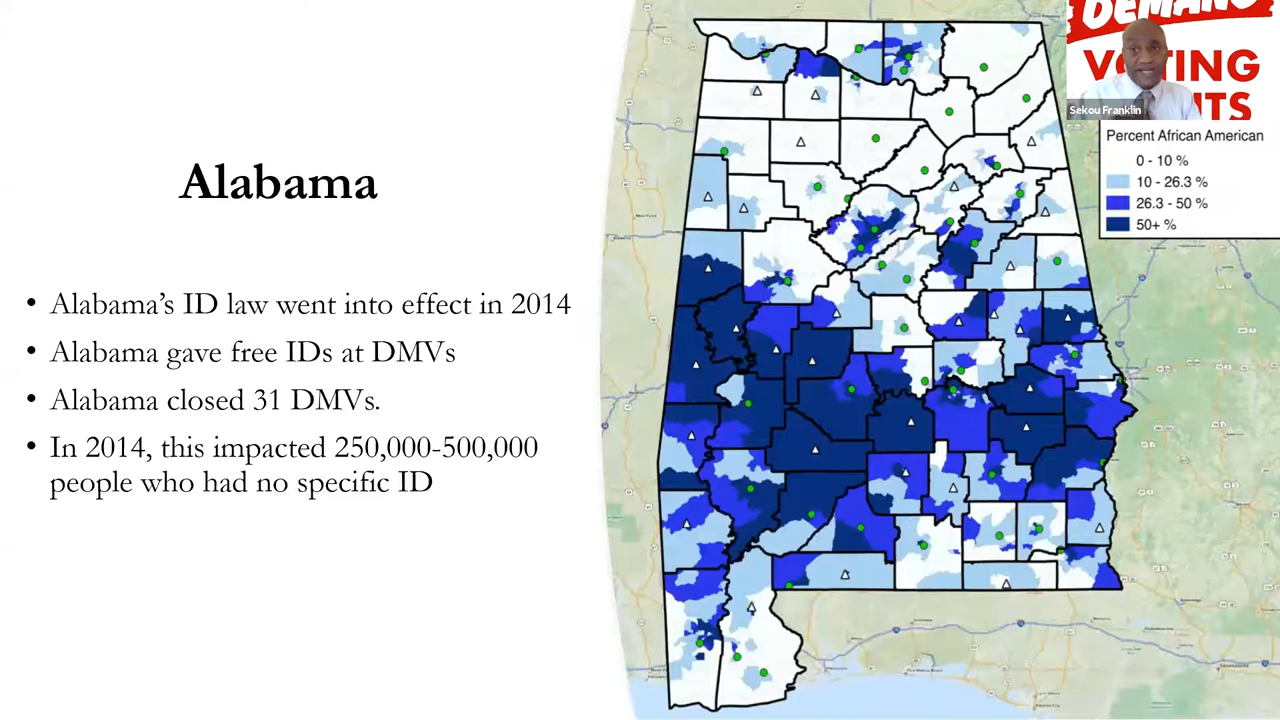 Alabama
• Alabama’s ID law went into effect in 2014
• Alabama gave free IDs at DMVs
• Alabama closed 31 DMVs.
• In 2014, this impacted 250,000-500,000
people who had no specific ID
DEMAND
VOTING
Sekou Franklin
Percent African American
0 - 10 %
10 - 26.3 %
26.3 - 50 %
50+ %